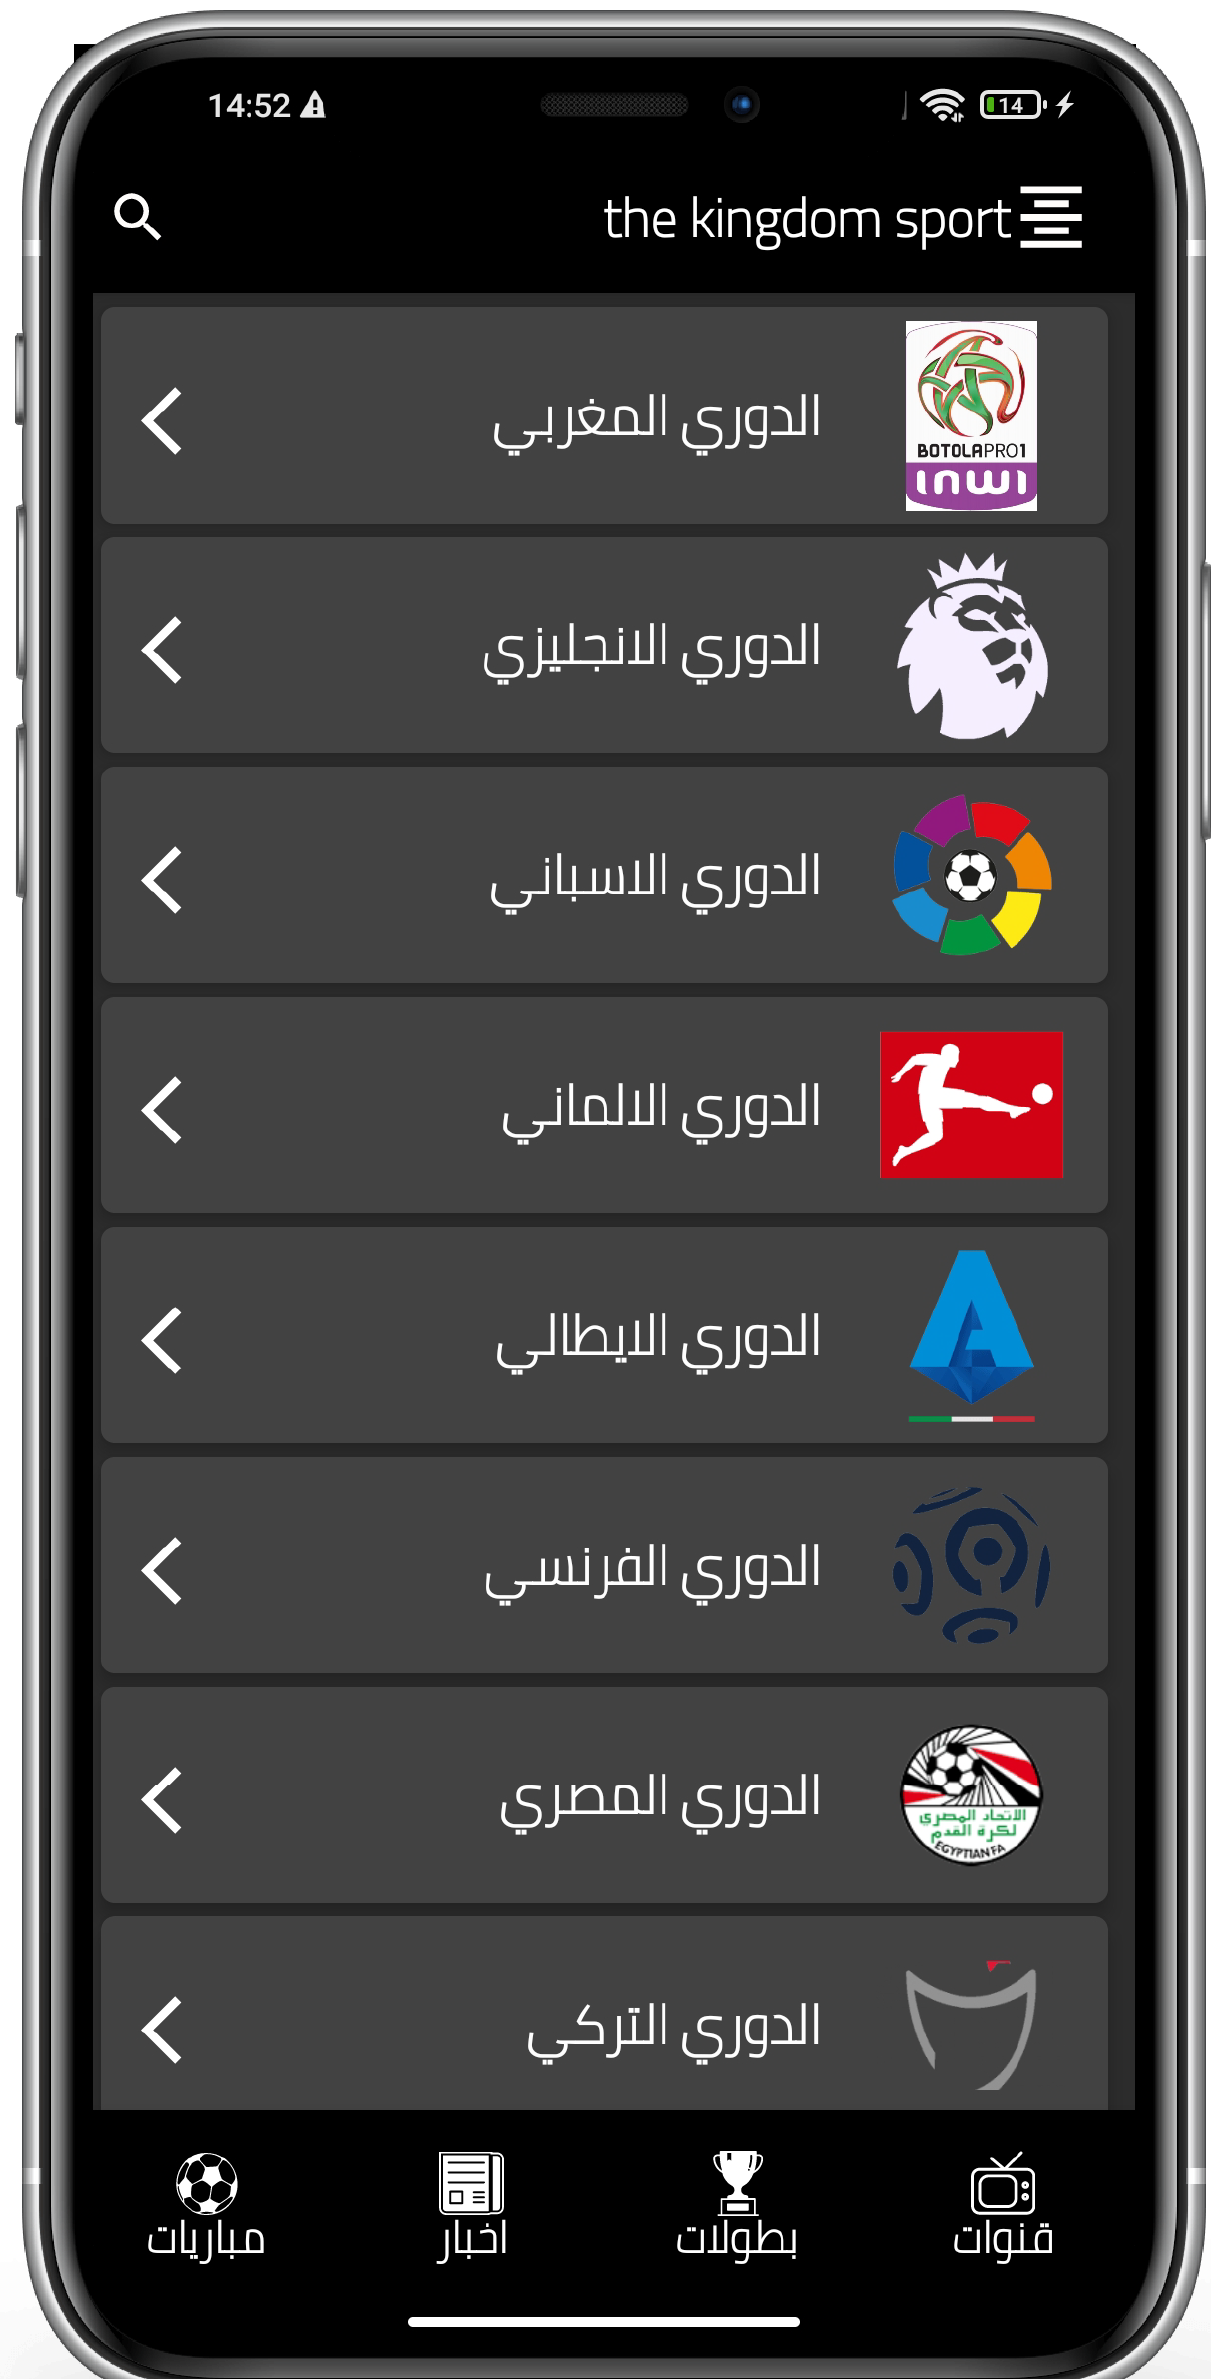 14:52
14
the kingdom sport
الدوري المغربي
BOTOLAPRO1
inwi
الدوري الانجليزي
الدوري الاسباني
الدوري الالماني
الدوري الايطالي
الدوري الفرنسي
الدوري المصري
الاتحاد المصري
لكرة القدم
EGYPTIAN FA
الدوري التركي
قنوات
بطولات
اخبار
مباريات